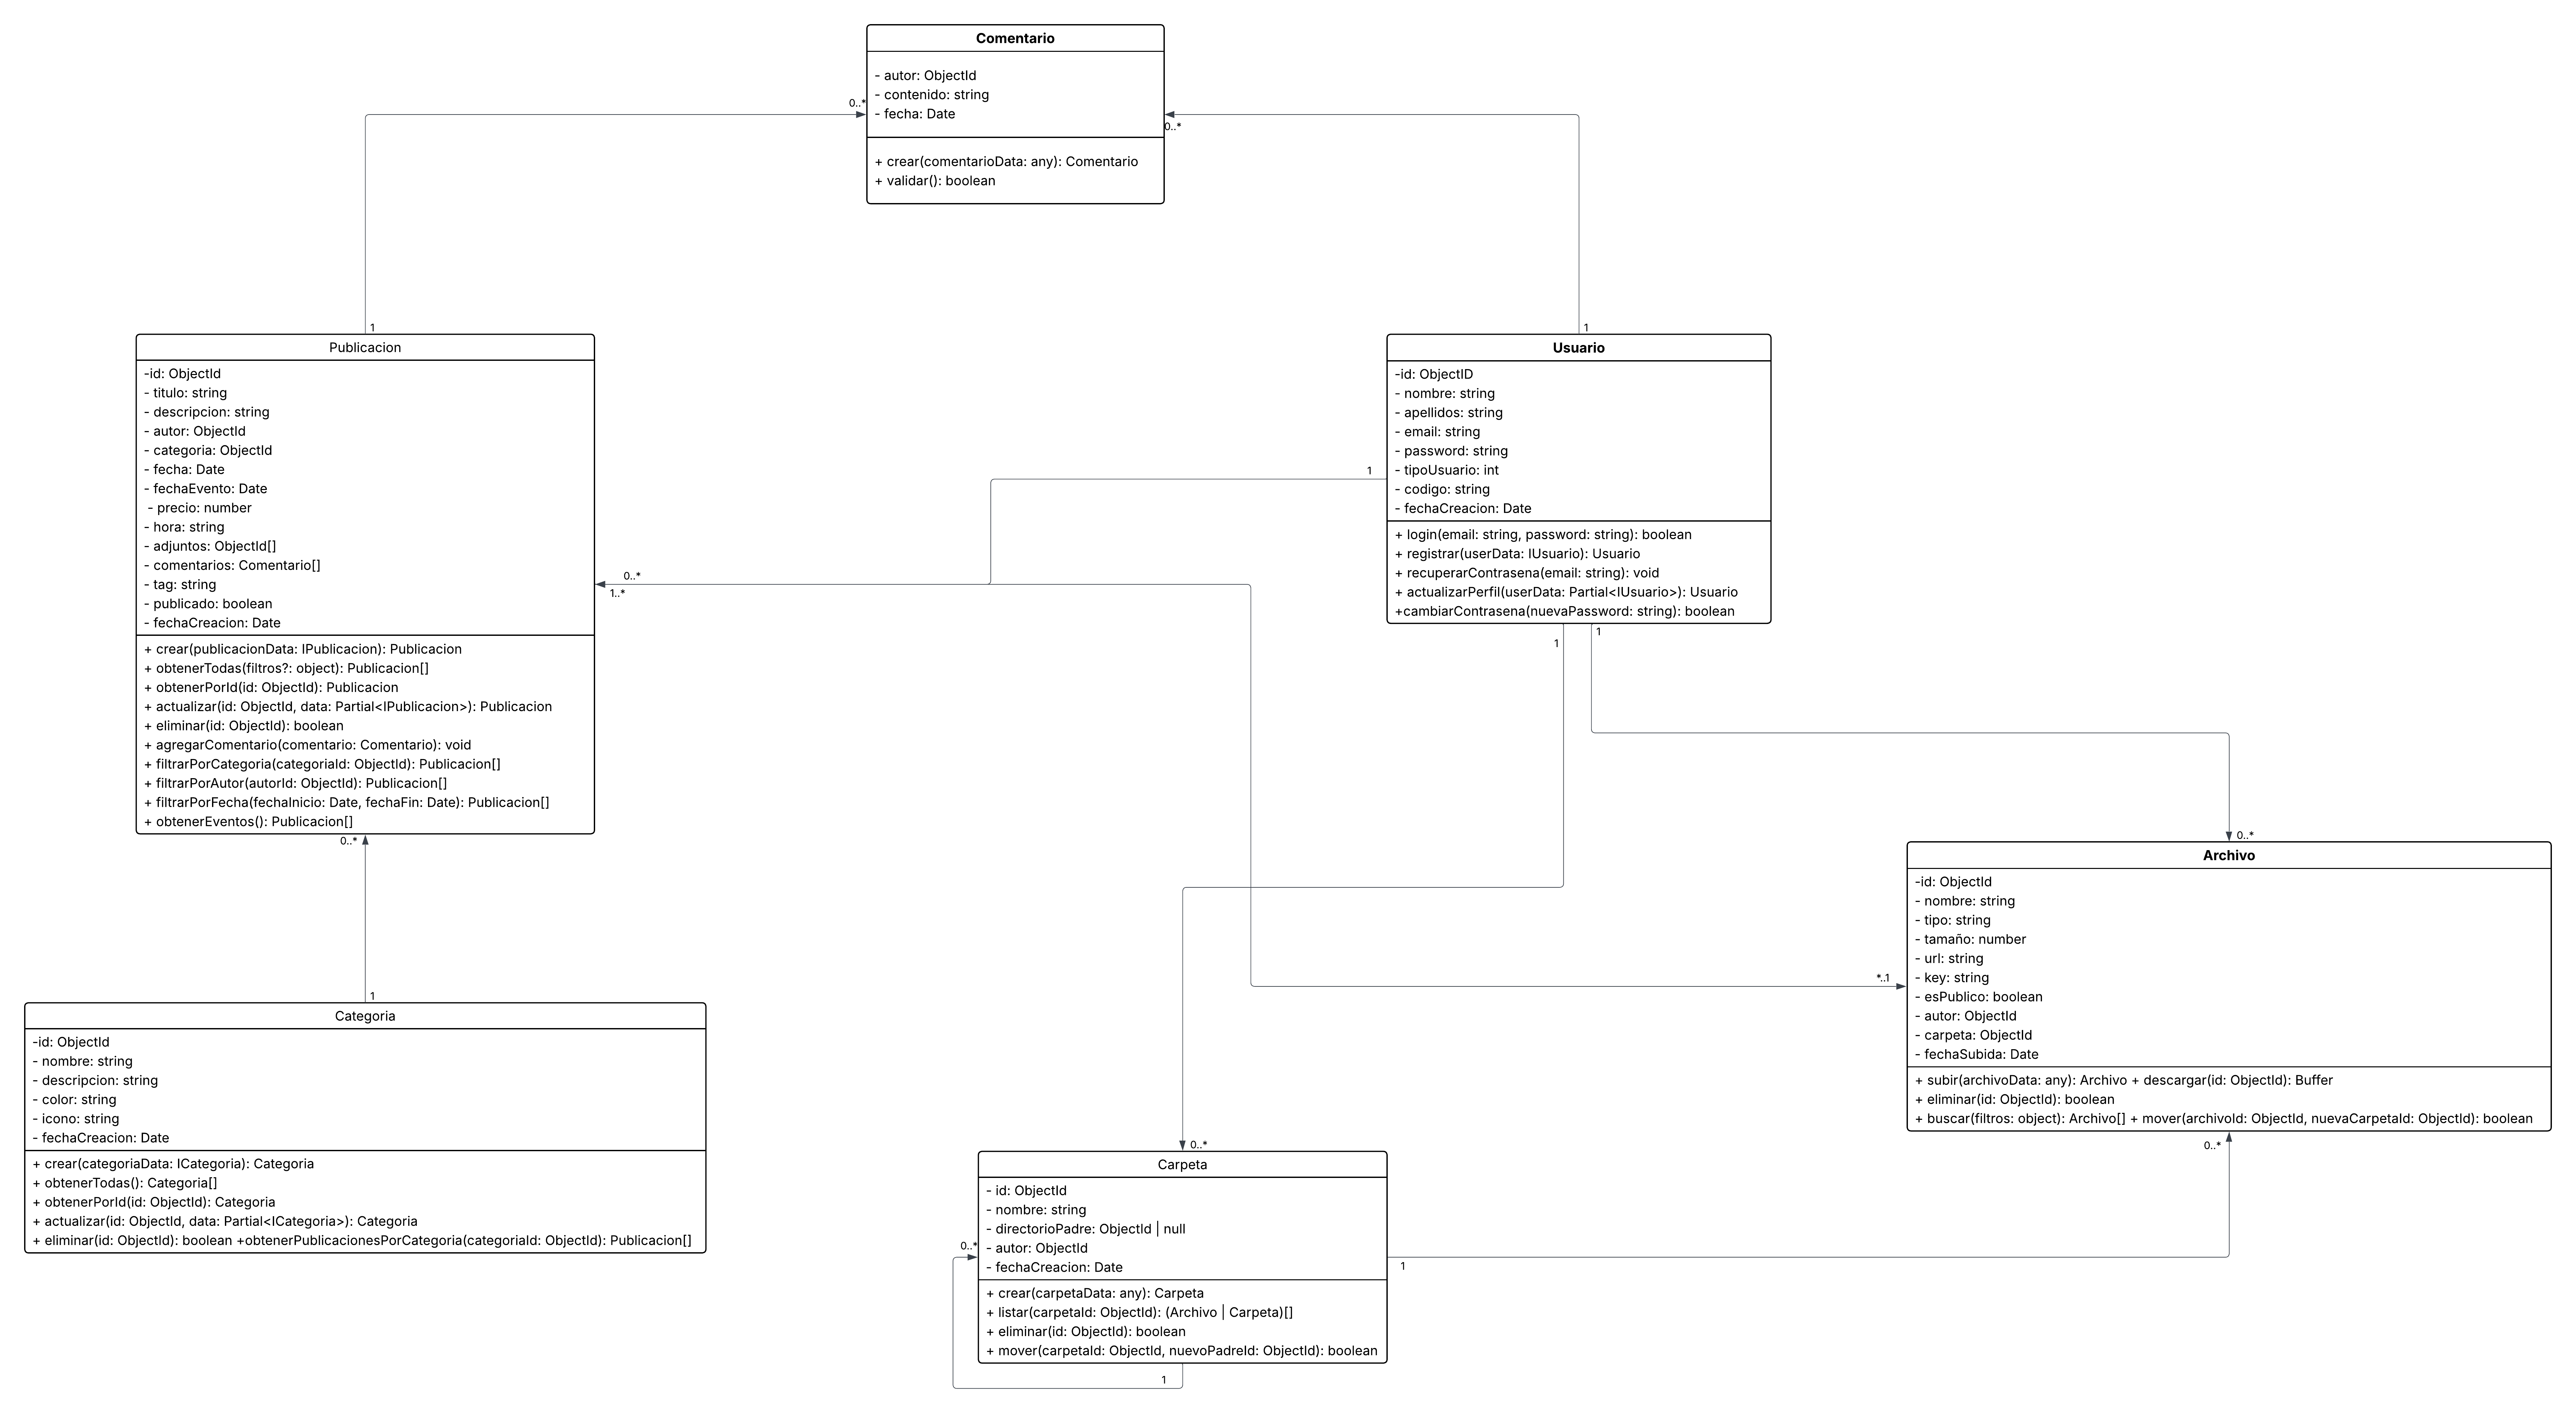 Comentario
- autor: ObjectId
- contenido: string
- fecha: Date
+ crear(comentarioData: any): Comentario
+ validar(): boolean
0..*
0..*
1
1
Publicacion
-id: ObjectId
- titulo: string
- descripcion: string
- autor: ObjectId
- categoria: ObjectId
- fecha: Date
- fechaEvento: Date
- precio: number
- hora: string
- adjuntos: ObjectId[]
- comentarios: Comentario[]
- tag: string
- publicado: boolean
- fechaCreacion: Date
+ crear(publicacionData: IPublicacion): Publicacion
+ obtenerTodas(filtros?: object): Publicacion[]
+ obtenerPorId(id: ObjectId): Publicacion
+ actualizar(id: ObjectId, data: Partial<IPublicacion>): Publicacion
+ eliminar(id: ObjectId): boolean
+ agregarComentario(comentario: Comentario): void
+ filtrarPorCategoria(categoriaId: ObjectId): Publicacion[]
+ filtrarPorAutor(autorId: ObjectId): Publicacion[]
+ filtrarPorFecha(fechaInicio: Date, fechaFin: Date): Publicacion[]
+ obtenerEventos(): Publicacion[]
0..*
1..*
1
Usuario
-id: ObjectID
- nombre: string
- apellidos: string
- email: string
- password: string
- tipoUsuario: int
- codigo: string
- fechaCreacion: Date
+ login(email: string, password: string): boolean
+ registrar(userData: IUsuario): Usuario
+ recuperarContrasena(email: string): void
+ actualizarPerfil(userData: Partial<IUsuario>): Usuario
+cambiarContrasena(nuevaPassword: string): boolean
1
1
0..*
0..*
Archivo
-id: ObjectId
- nombre: string
- tipo: string
- tamaño: number
- url: string
- key: string
- esPublico: boolean
- autor: ObjectId
- carpeta: ObjectId
- fechaSubida: Date
+ subir(archivoData: any): Archivo + descargar(id: ObjectId): Buffer
+ eliminar(id: ObjectId): boolean
+ buscar(filtros: object): Archivo[] + mover(archivoId: ObjectId, nuevaCarpetaId: ObjectId): boolean
*..1
0..*
1
Categoria
-id: ObjectId
- nombre: string
- descripcion: string
- color: string
- icono: string
- fechaCreacion: Date
+ crear(categoriaData: ICategoria): Categoria
+ obtenerTodas(): Categoria[]
+ obtenerPorId(id: ObjectId): Categoria
+ actualizar(id: ObjectId, data: Partial<ICategoria>): Categoria
+ eliminar(id: ObjectId): boolean +obtenerPublicacionesPorCategoria(categoriaId: ObjectId): Publicacion[]
0..*
Carpeta
- id: ObjectId
- nombre: string
- directorioPadre: ObjectId | null
- autor: ObjectId
- fechaCreacion: Date
+ crear(carpetaData: any): Carpeta
+ listar(carpetaId: ObjectId): (Archivo | Carpeta)[]
+ eliminar(id: ObjectId): boolean
+ mover(carpetaId: ObjectId, nuevoPadreId: ObjectId): boolean
0..*
1
1